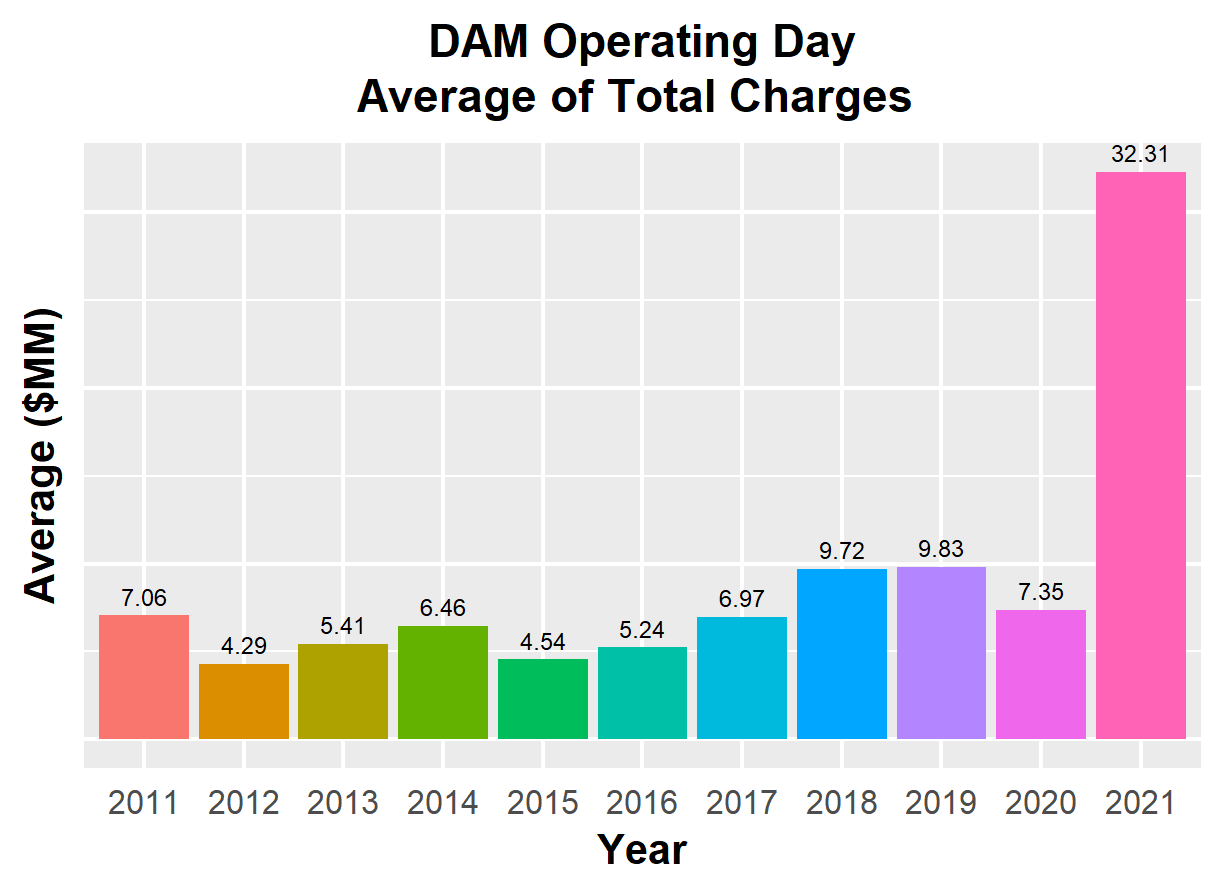 DAM Operating Day
Average of Total Charges
Average ($MM)
32.31
9.72
9.83
7.06
6.46
6.97
7.35
5.41
5.24
4.29
4.54
2011 2012 2013 2014 2015 2016 2017 2018 2019 2020 2021
Year